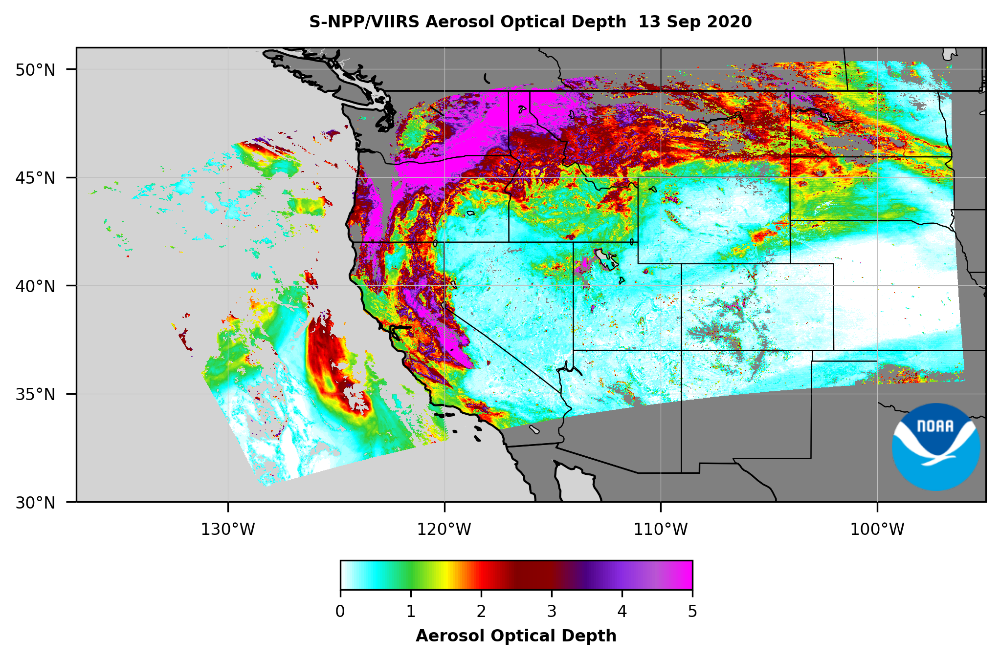 S-NPP/VIIRS Aerosol Optical Depth  13 Sep 2020
50°N
45°N
40°N
35°N
30°N
NOAA
130°W 120°W 110°W 100°W
0 1 2 3 4 5
Aerosol Optical Depth